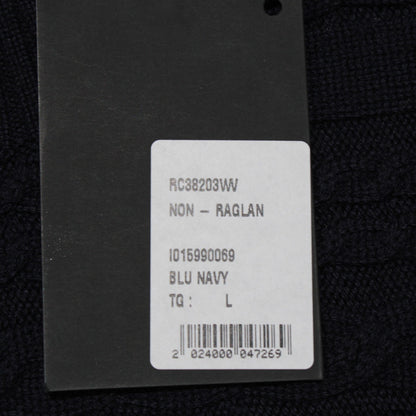 RC38203WV
NON - RAGLAN
I015990069
BLU NAVY
TG : L
2 024000 047269